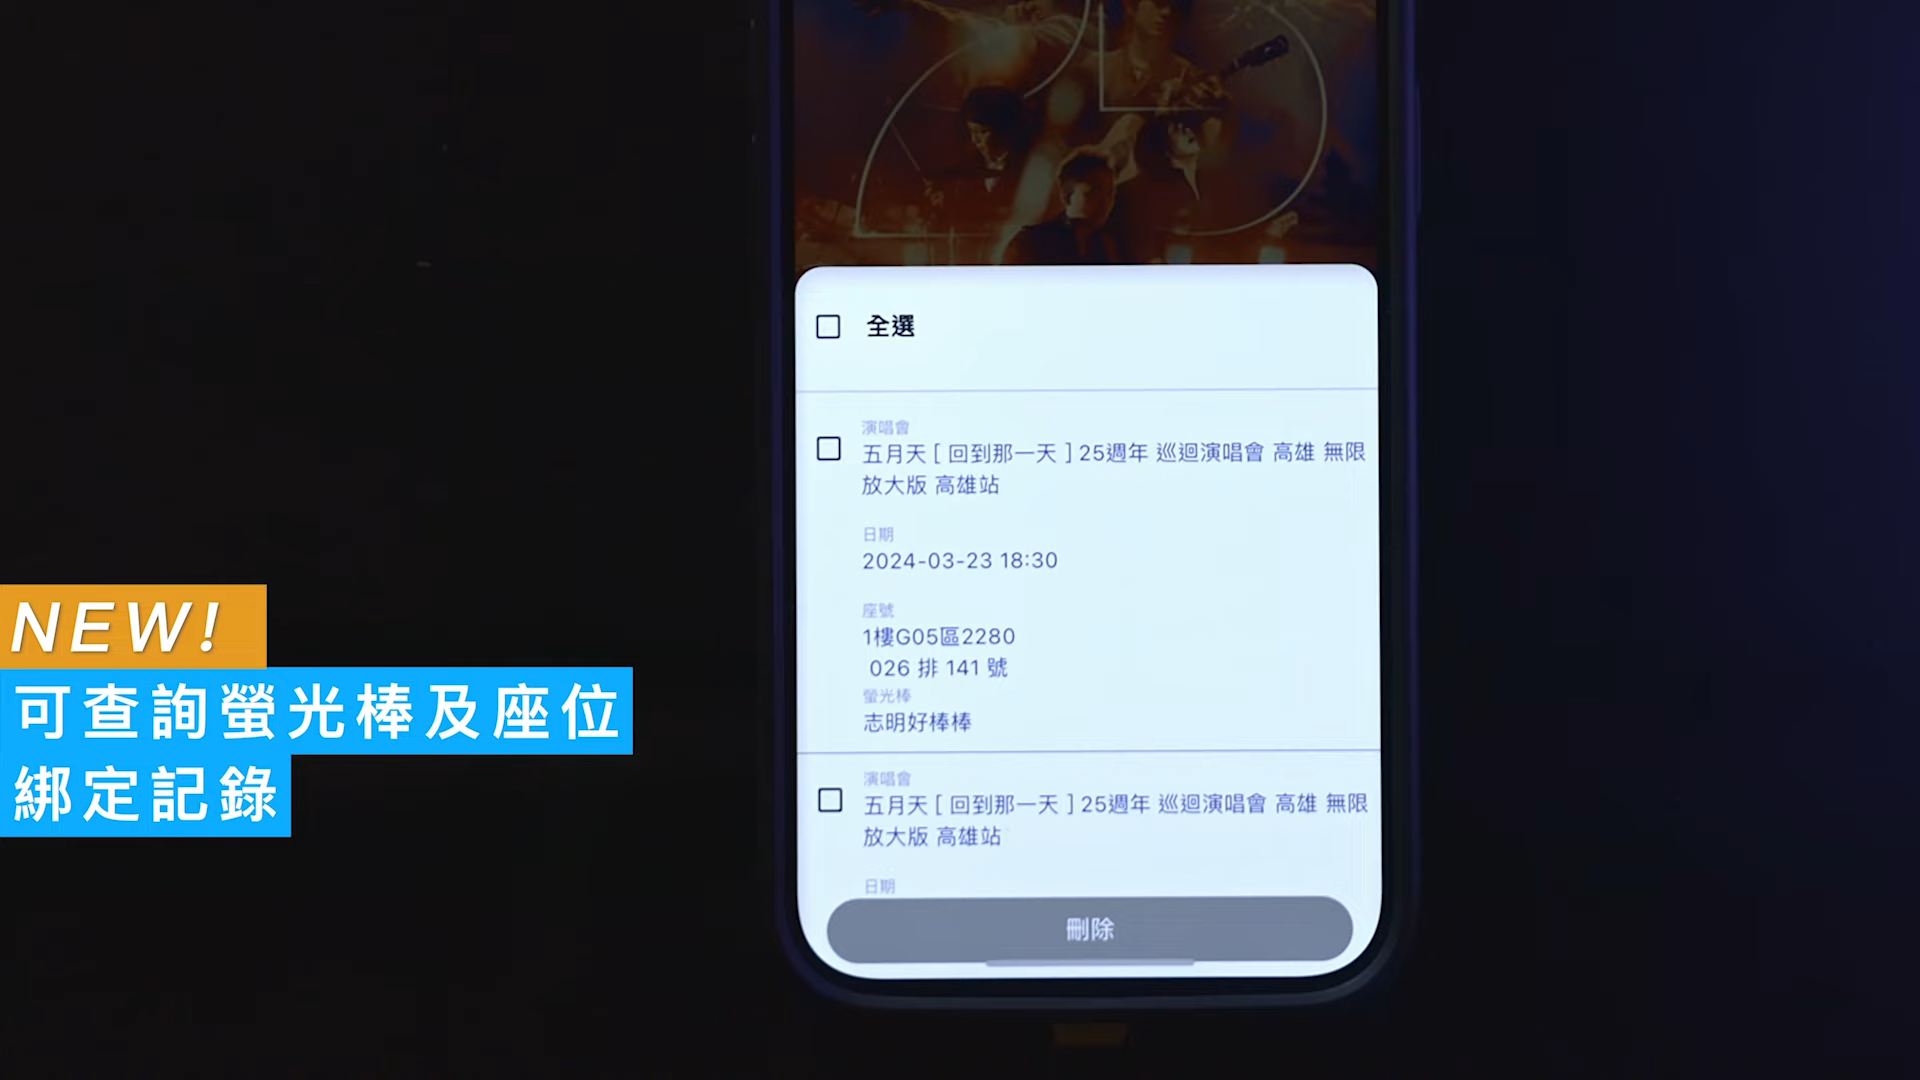 全選
演唱會
五月天 [ 回到那一天 ] 25週年 巡迴演唱會 高雄 無限
放大版 高雄站
日期
2024-03-23 18:30
座號
1樓G05區2280
026 排 141 號
螢光棒
志明好棒棒
演唱會
五月天 [ 回到那一天 ] 25週年 巡迴演唱會 高雄 無限
放大版 高雄站
日期
刪除
NEW!
可查詢螢光棒及座位
綁定記錄